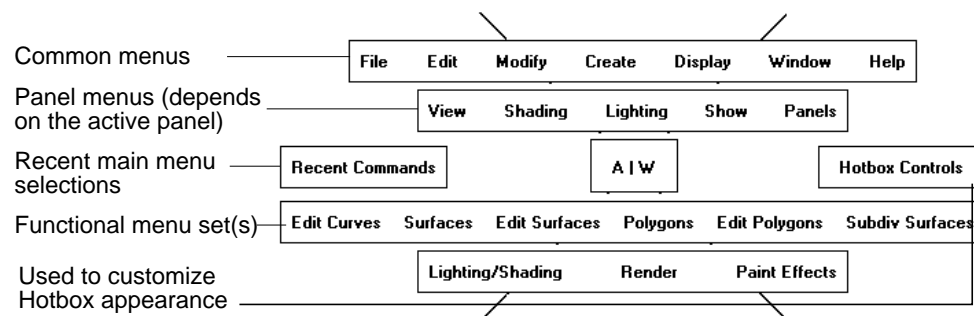 Common menus
File Edit Modify Create Display Window Help
Panel menus (depends
on the active panel)
View Shading Lighting Show Panels
Recent main menu
selections
Recent Commands
A | W
Hotbox Controls
Functional menu set(s)
Edit Curves Surfaces Edit Surfaces Polygons Edit Polygons Subdiv Surfaces
Lighting/Shading Render Paint Effects
Used to customize
Hotbox appearance